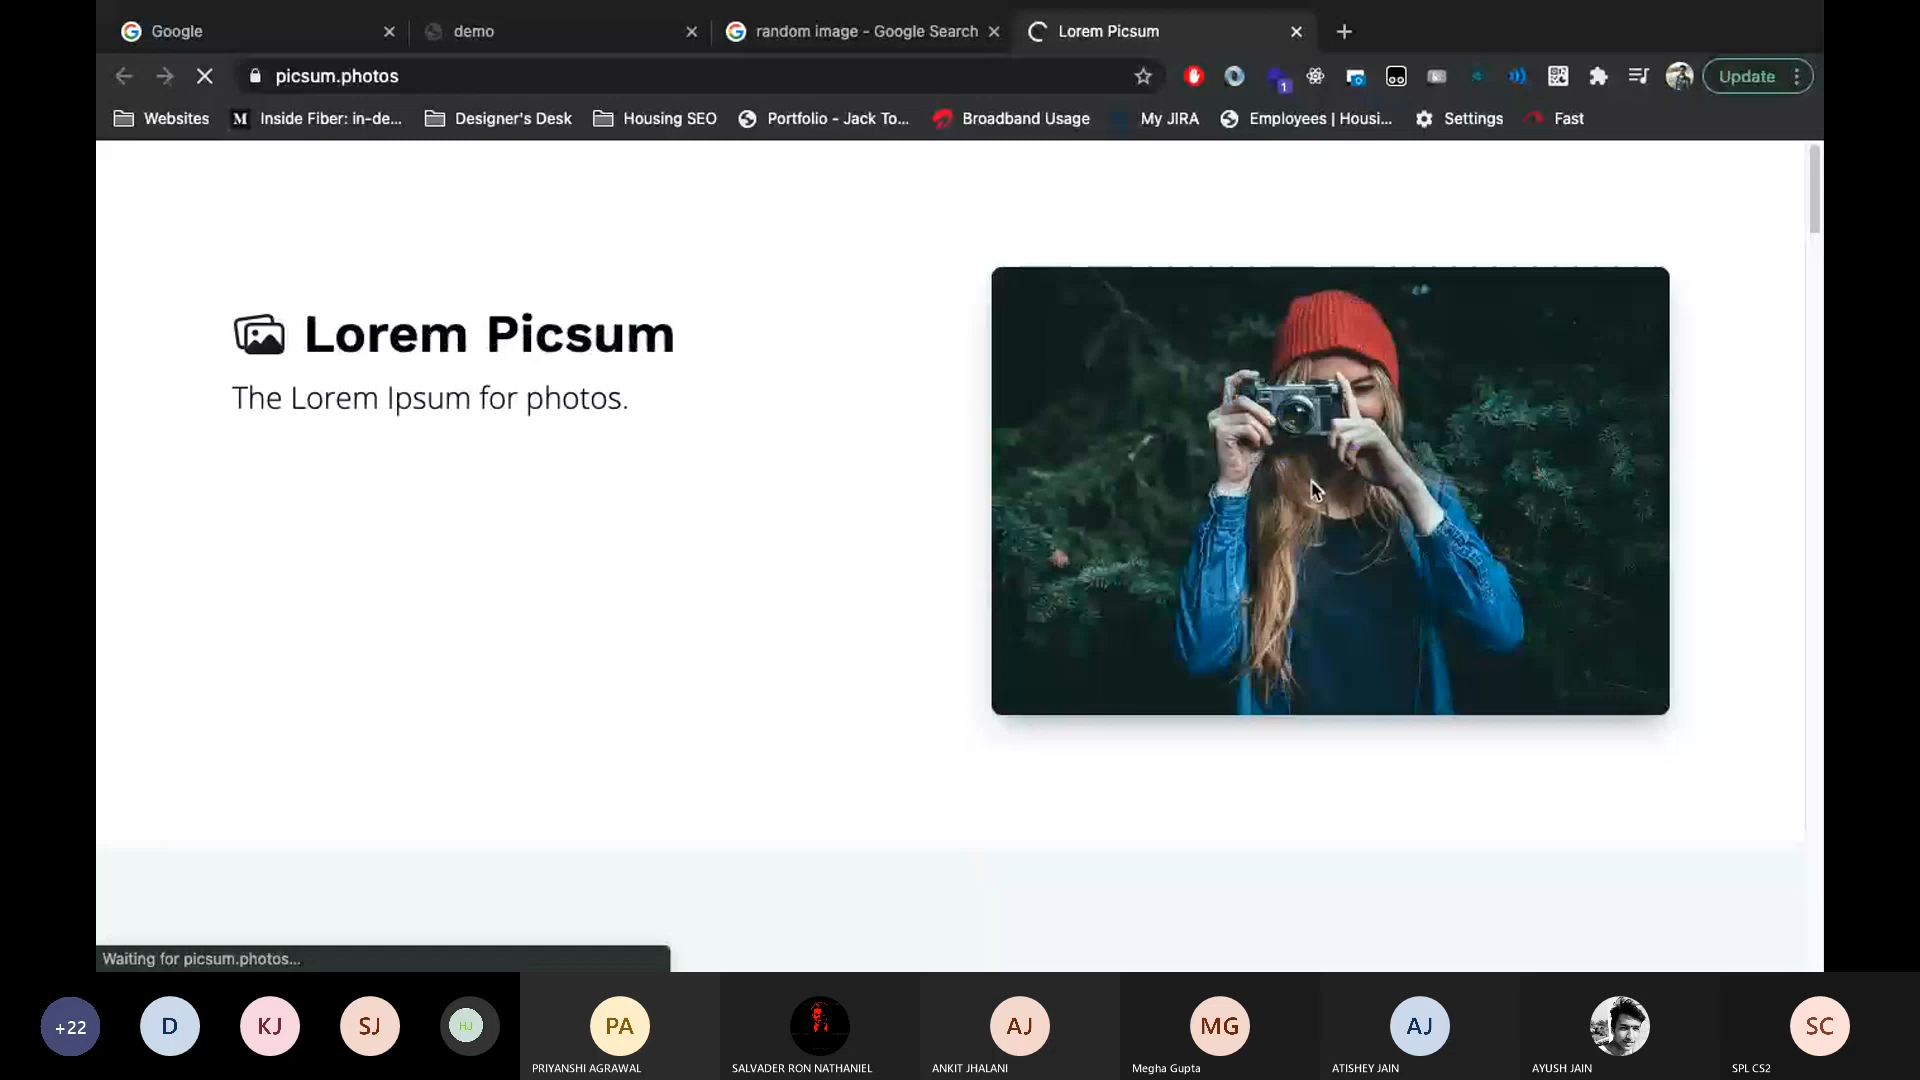 Google
demo
random image - Google Search
Lorem Picsum
picsum.photos
1
Update
Websites
M
Inside Fiber: in-de...
Designer's Desk
Housing SEO
Portfolio - Jack To...
Broadband Usage
My JIRA
Employees | Housi...
Settings
Fast
Lorem Picsum
The Lorem Ipsum for photos.
Waiting for picsum.photos...
+22
D
KJ
SJ
HJ
PA
AJ
MG
AJ
SC
PRIYANSHI AGRAWAL
SALVADER RON NATHANIEL
ANKIT JHALANI
Megha Gupta
ATISHEY JAIN
AYUSH JAIN
SPL CS2